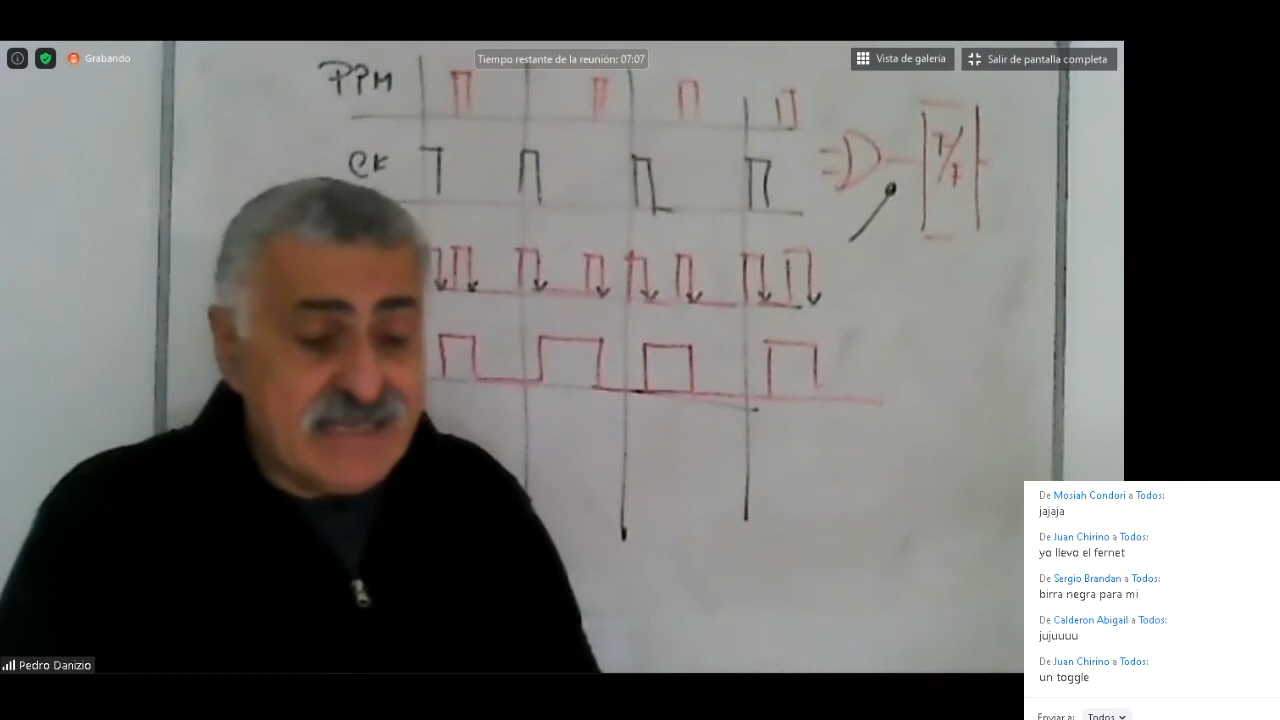 Grabando
Tiempo restante de la reunión: 07:07
Vista de galería
Salir de pantalla completa
PPM
CK
T/F
Pedro Danizio
De Mosiah Condori a Todos:
jajaja
De Juan Chirino a Todos:
yo llevo el fernet
De Sergio Brandan a Todos:
birra negra para mi
De Calderon Abigail a Todos:
jujuuuu
De Juan Chirino a Todos:
un toggle
Enviar a: Todos